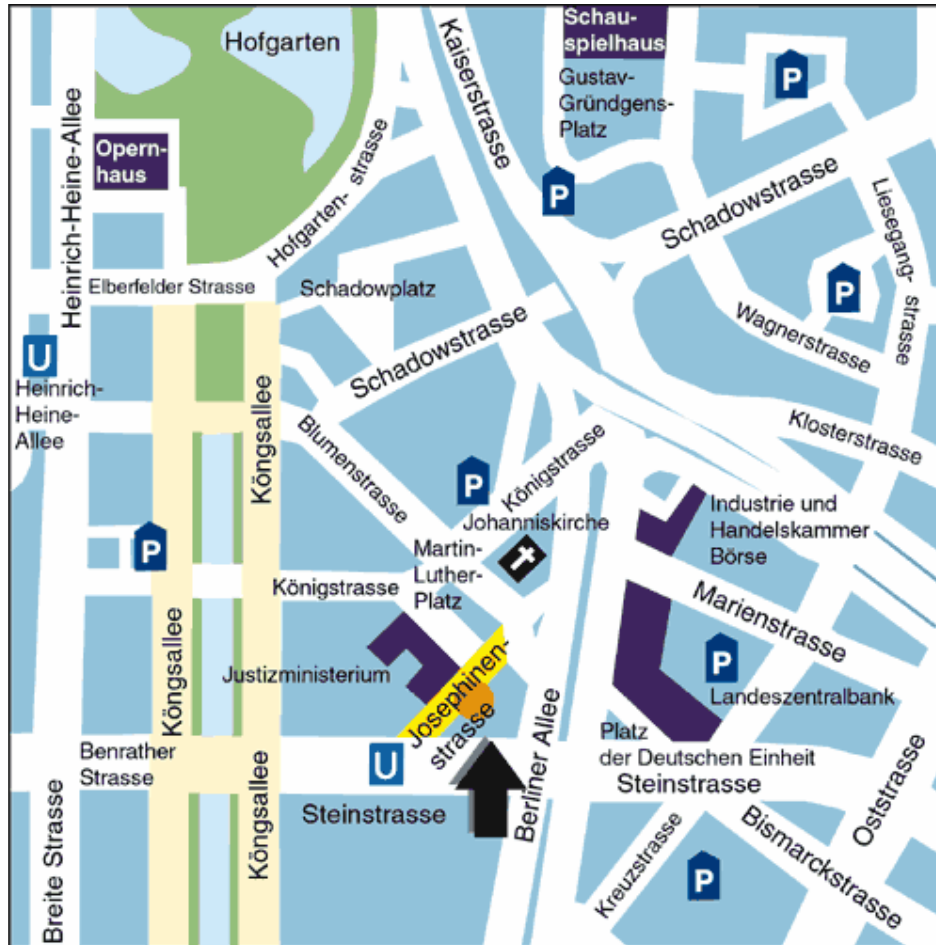 Hofgarten
Kaiserstrasse
Schau-
spielhaus
Gustav-
Gründgens-
Platz
P
Heinrich-Heine-Allee
Opern-
haus
Hofgarten-
strasse
P
Schadowstrasse
Liesegang-
strasse
Elberfelder Strasse
Schadowplatz
P
Wagnerstrasse
U
Heinrich-
Heine-
Allee
Schadowstrasse
Köngsallee
Blumenstrasse
Klosterstrasse
P
Königstrasse
Johanniskirche
Industrie und
Handelskammer
Börse
P
Martin-
Luther-
Platz
Königstrasse
Marienstrasse
Köngsallee
Justizministerium
Josephinen-
strasse
P
Landeszentralbank
Berliner Allee
Platz
der Deutschen Einheit
Benrather
Strasse
U
Köngsallee
Steinstrasse
Steinstrasse
Oststrasse
Breite Strasse
Kreuzstrasse
Bismarckstrasse
P